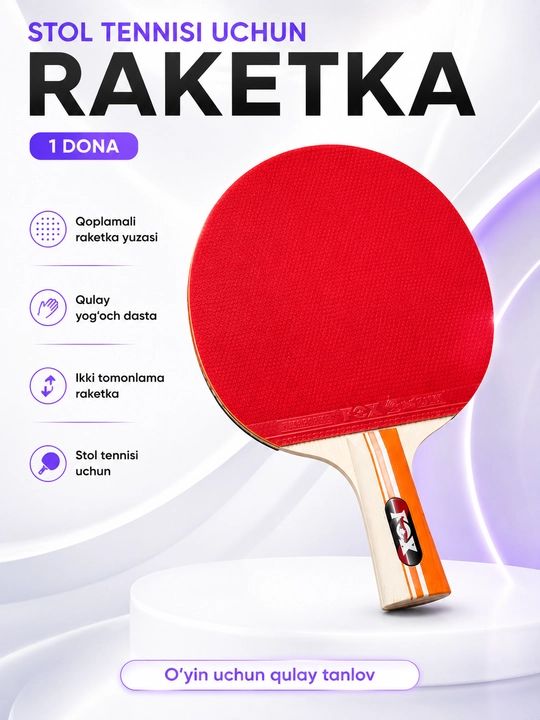 STOL TENNISI UCHUN
RAKETKA
1 DONA
Qoplamali
raketka yuzasi
Qulay
yog‘och dasta
Ikki tomonlama
raketka
Stol tennisi
uchun
O‘yin uchun qulay tanlov